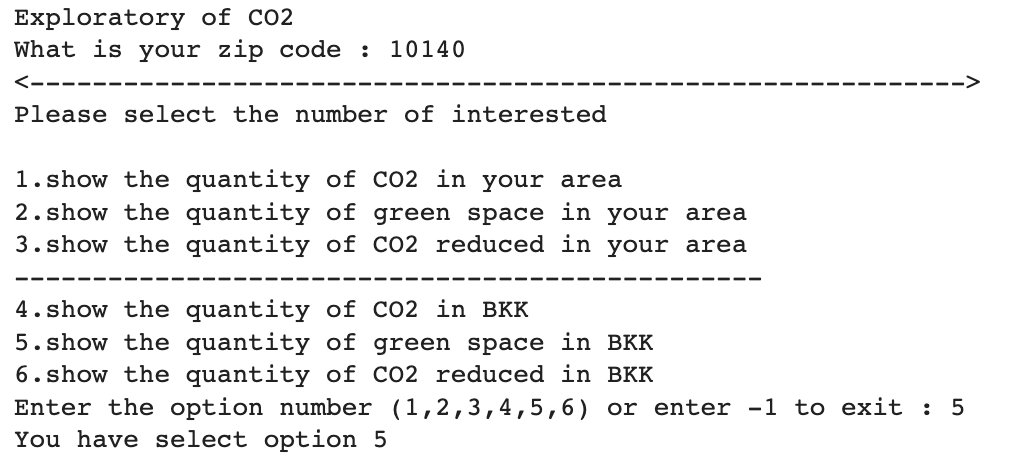 Exploratory of CO2
What is your zip code : 10140
<------------------------------------------------------------>
Please select the number of interested
1.show the quantity of CO2 in your area
2.show the quantity of green space in your area
3.show the quantity of CO2 reduced in your area
------------------------------------------------
4.show the quantity of CO2 in BKK
5.show the quantity of green space in BKK
6.show the quantity of CO2 reduced in BKK
Enter the option number (1,2,3,4,5,6) or enter -1 to exit : 5
You have select option 5